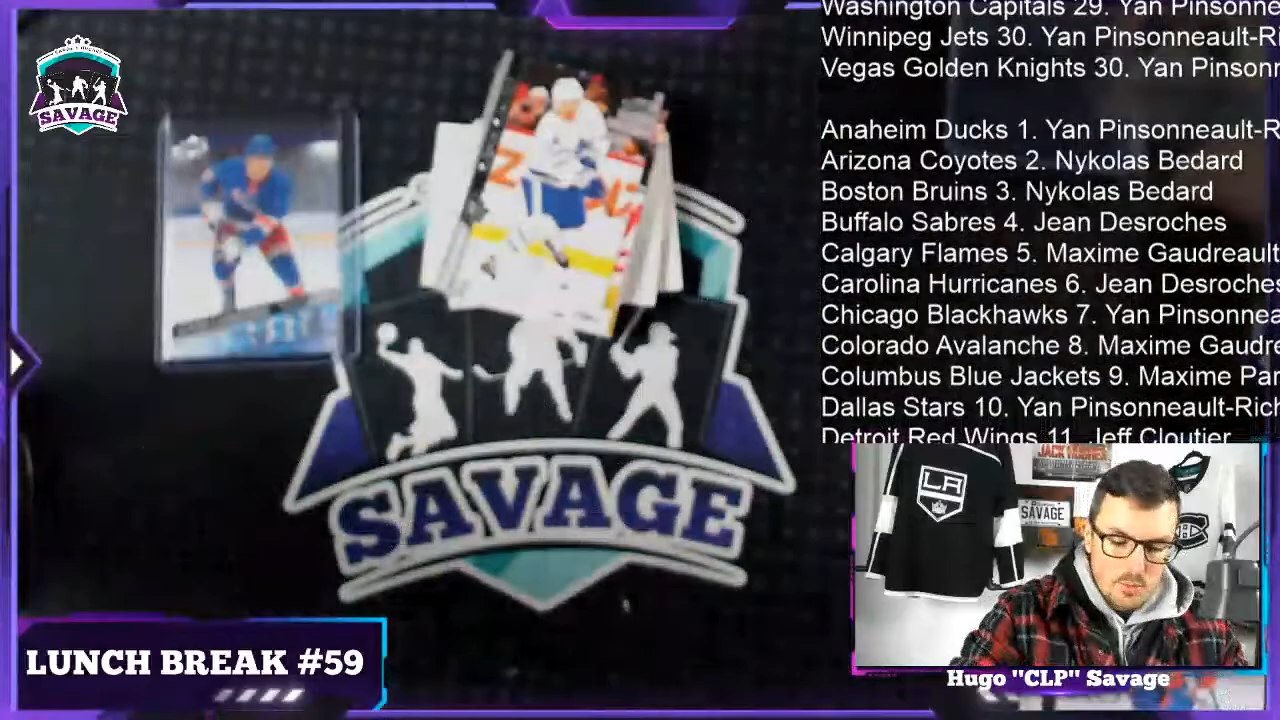 SAVAGE
Washington Capitals 29. Yan Pinsonne
Winnipeg Jets 30. Yan Pinsonneault-Ri
Vegas Golden Knights 30. Yan Pinson
Anaheim Ducks 1. Yan Pinsonneault-R
Arizona Coyotes 2. Nykolas Bedard
Boston Bruins 3. Nykolas Bedard
Buffalo Sabres 4. Jean Desroches
Calgary Flames 5. Maxime Gaudreault
Carolina Hurricanes 6. Jean Desroches
Chicago Blackhawks 7. Yan Pinsonnea
Colorado Avalanche 8. Maxime Gaudre
Columbus Blue Jackets 9. Maxime Par
Dallas Stars 10. Yan Pinsonneault-Rich
Detroit Red Wings 11. Jeff Cloutier
SAVAGE
JACK HUGHES
LA
SAVAGE
LUNCH BREAK #59
Hugo "CLP" Savage